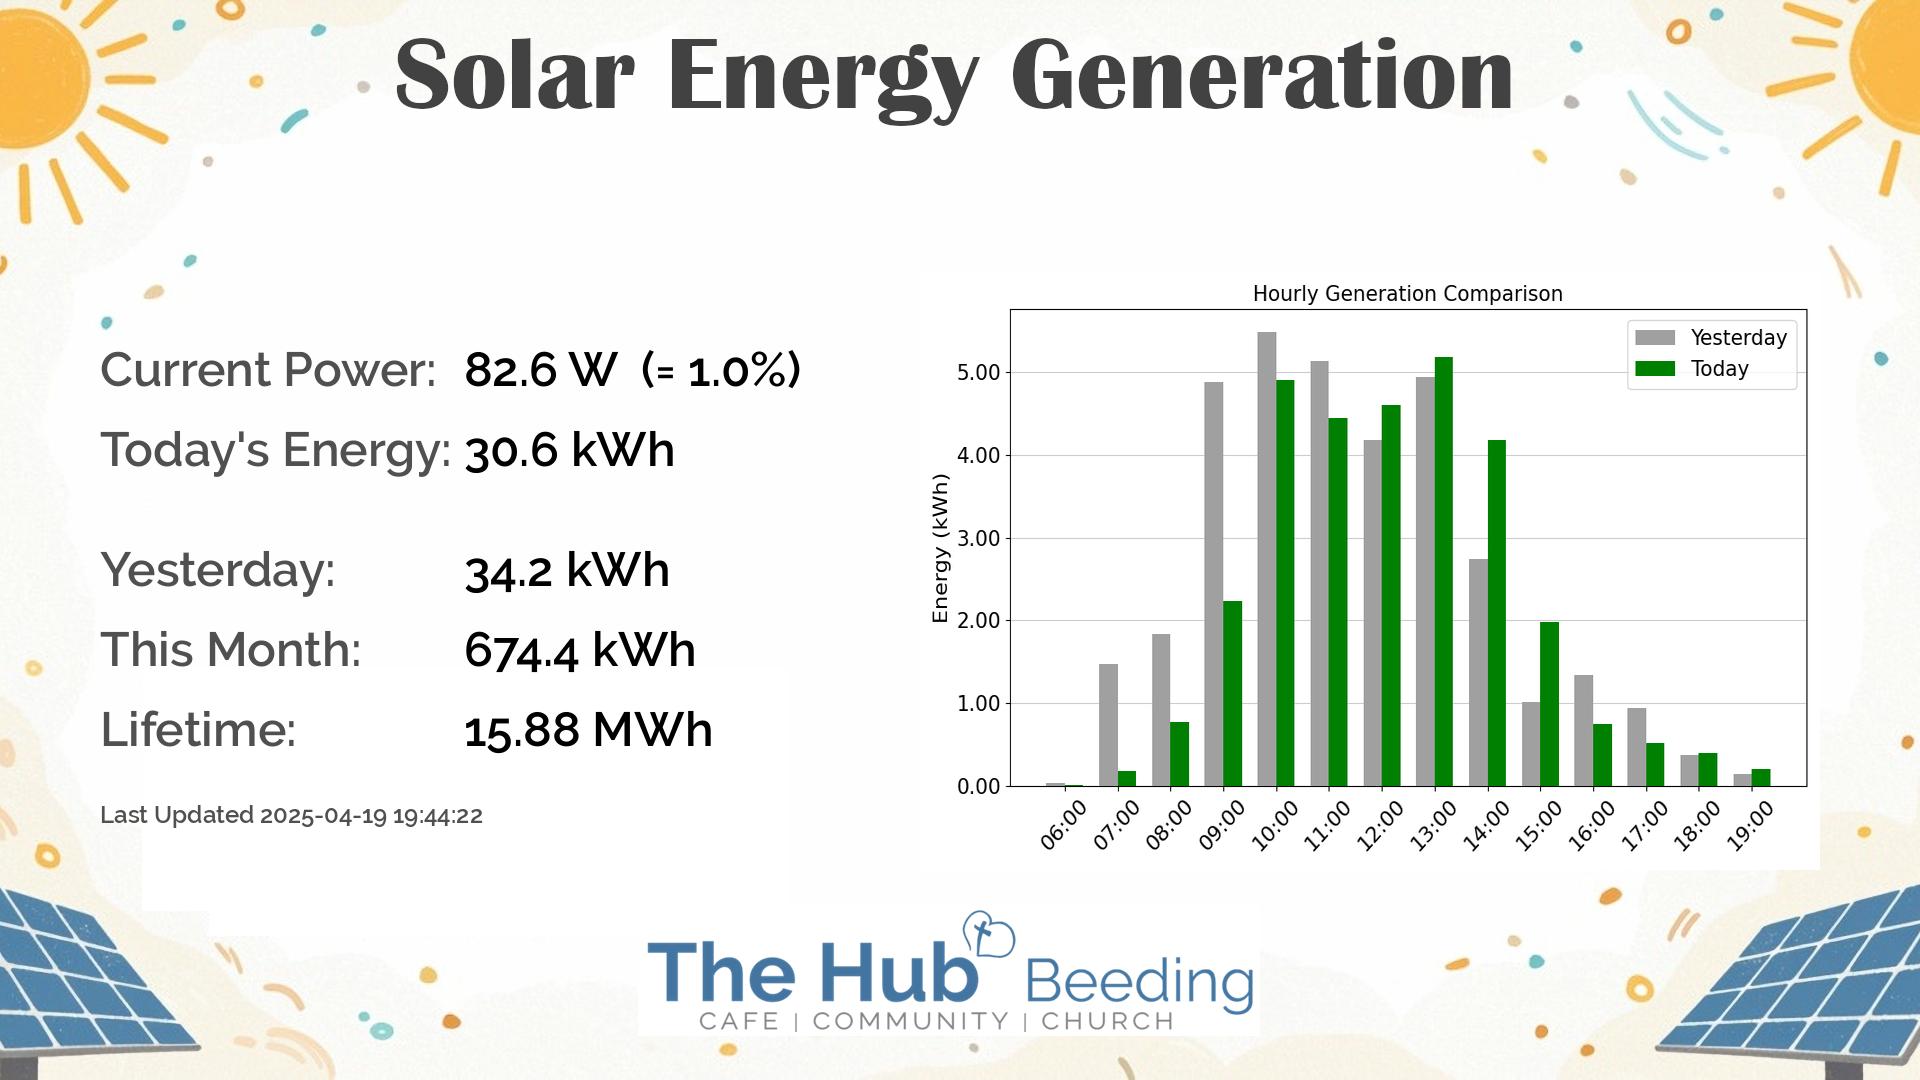 Solar Energy Generation
Current Power: 82.6 W (= 1.0%)
Today's Energy: 30.6 kWh
Yesterday: 34.2 kWh
This Month: 674.4 kWh
Lifetime: 15.88 MWh
Last Updated 2025-04-19 19:44:22
Hourly Generation Comparison
Yesterday
Today
Energy (kWh)
5.00
4.00
3.00
2.00
1.00
0.00
06:00 07:00 08:00 09:00 10:00 11:00 12:00 13:00 14:00 15:00 16:00 17:00 18:00 19:00
The Hub Beeding
CAFE | COMMUNITY | CHURCH